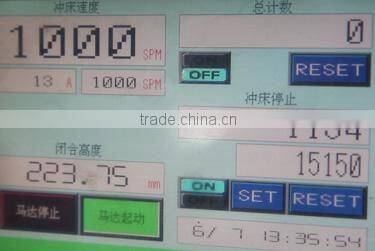 冲床速度
1000 SPM
13 A
1000 SPM
总计数
0
ON
OFF
RESET
冲床停止
1154
15150
ON
OFF
SET
RESET
闭合高度
223.75 mm
马达停止
马达起动
6/ 7 13:35:54
trade.china.cn